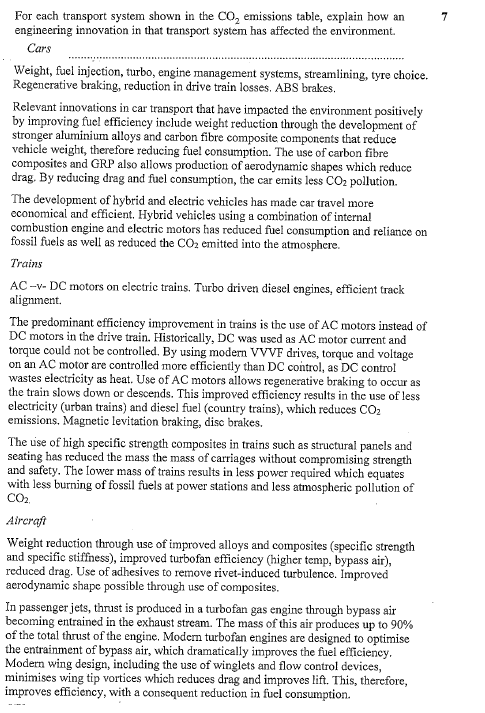 For each transport system shown in the CO₂ emissions table, explain how an 7
engineering innovation in that transport system has affected the environment.
Cars
Weight, fuel injection, turbo, engine management systems, streamlining, tyre choice.
Regenerative braking, reduction in drive train losses. ABS brakes.
Relevant innovations in car transport that have impacted the environment positively
by improving fuel efficiency include weight reduction through the development of
stronger aluminium alloys and carbon fibre composite components that reduce
vehicle weight, therefore reducing fuel consumption. The use of carbon fibre
composites and GRP also allows production of aerodynamic shapes which reduce
drag. By reducing drag and fuel consumption, the car emits less CO₂ pollution.
The development of hybrid and electric vehicles has made car travel more
economical and efficient. Hybrid vehicles using a combination of internal
combustion engine and electric motors has reduced fuel consumption and reliance on
fossil fuels as well as reduced the CO₂ emitted into the atmosphere.
Trains
AC –v- DC motors on electric trains. Turbo driven diesel engines, efficient track
alignment.
The predominant efficiency improvement in trains is the use of AC motors instead of
DC motors in the drive train. Historically, DC was used as AC motor current and
torque could not be controlled. By using modern VVVF drives, torque and voltage
on an AC motor are controlled more efficiently than DC control, as DC control
wastes electricity as heat. Use of AC motors allows regenerative braking to occur as
the train slows down or descends. This improved efficiency results in the use of less
electricity (urban trains) and diesel fuel (country trains), which reduces CO₂
emissions. Magnetic levitation braking, disc brakes.
The use of high specific strength composites in trains such as structural panels and
seating has reduced the mass the mass of carriages without compromising strength
and safety. The lower mass of trains results in less power required which equates
with less burning of fossil fuels at power stations and less atmospheric pollution of
CO₂.
Aircraft
Weight reduction through use of improved alloys and composites (specific strength
and specific stiffness), improved turbofan efficiency (higher temp, bypass air),
reduced drag. Use of adhesives to remove rivet-induced turbulence. Improved
aerodynamic shape possible through use of composites.
In passenger jets, thrust is produced in a turbofan gas engine through bypass air
becoming entrained in the exhaust stream. The mass of this air produces up to 90%
of the total thrust of the engine. Modern turbofan engines are designed to optimise
the entrainment of bypass air, which dramatically improves the fuel efficiency.
Modern wing design, including the use of winglets and flow control devices,
minimises wing tip vortices which reduces drag and improves lift. This, therefore,
improves efficiency, with a consequent reduction in fuel consumption.